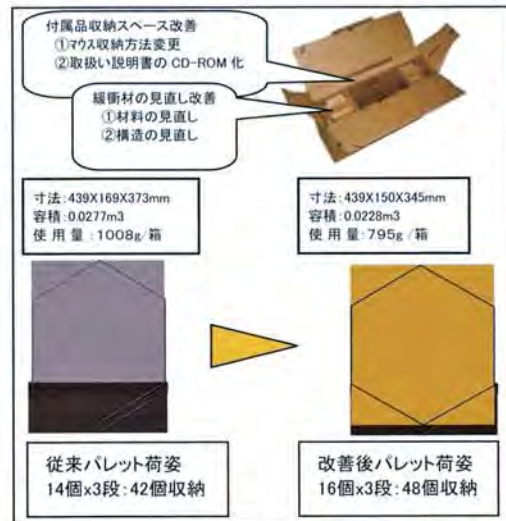 付属品収納スペース改善
①マウス収納方法変更
②取扱い説明書の CD-ROM 化
緩衝材の見直し改善
①材料の見直し
②構造の見直し
寸法:439X169X373mm
容積:0.0277m3
使 用 量:1008g/箱
寸法:439X150X345mm
容積:0.0228m3
使 用 量:795g/箱
従来パレット荷姿
14個x3段:42個収納
改善後パレット荷姿
16個x3段:48個収納